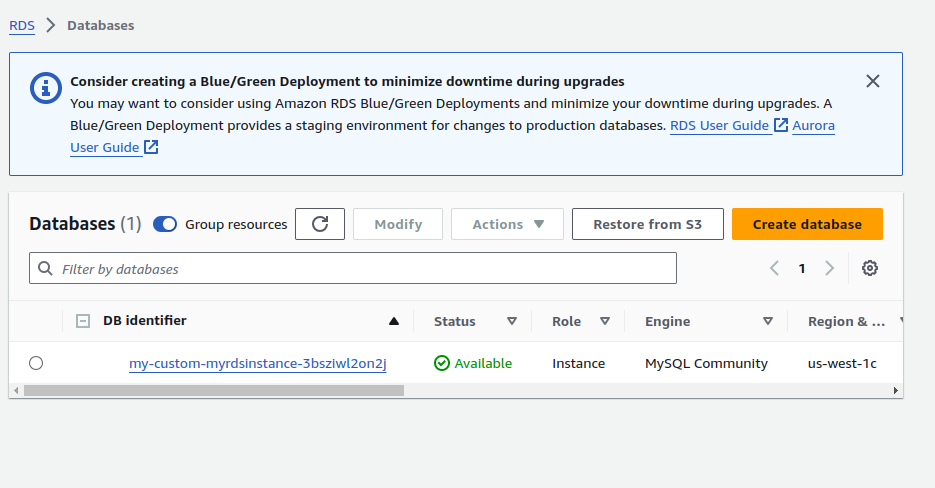 RDS > Databases
Consider creating a Blue/Green Deployment to minimize downtime during upgrades
You may want to consider using Amazon RDS Blue/Green Deployments and minimize your downtime during upgrades. A
Blue/Green Deployment provides a staging environment for changes to production databases. RDS User Guide Aurora
User Guide
Databases (1) Group resources Modify Actions Restore from S3 Create database
Filter by databases 1
DB identifier Status Role Engine Region & ...
my-custom-myrdsinstance-3bsziwl2on2j Available Instance MySQL Community us-west-1c